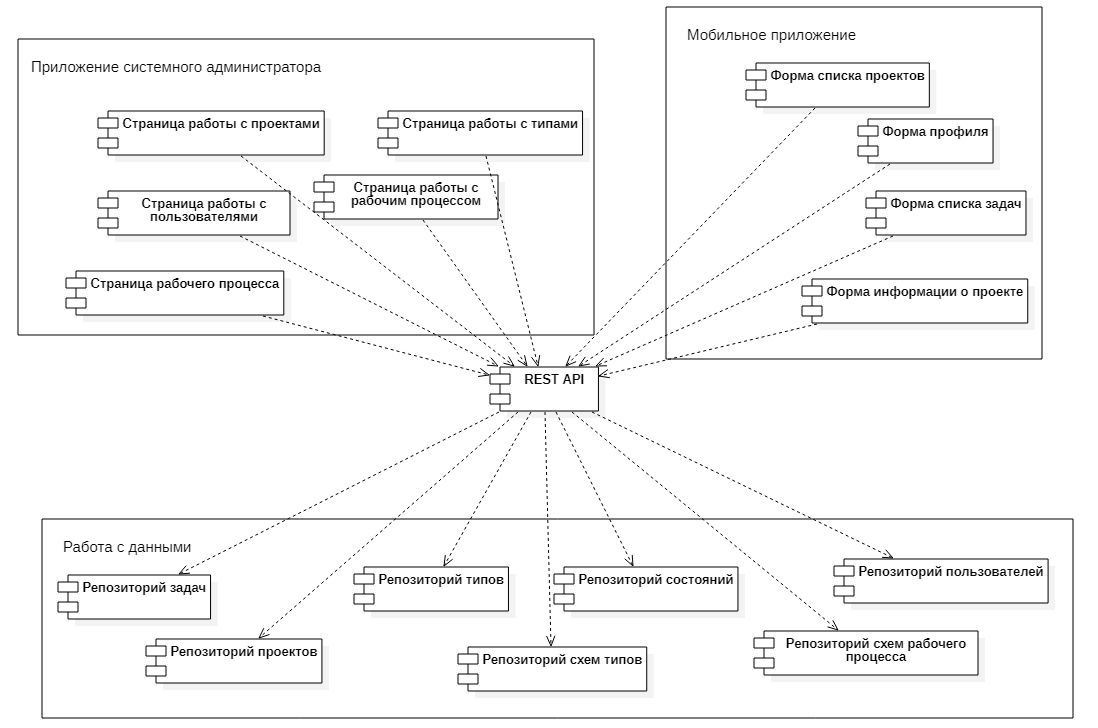 Мобильное приложение
Форма списка проектов
Форма профиля
Форма списка задач
Форма информации о проекте
Приложение системного администратора
Страница работы с проектами
Страница работы с типами
Страница работы с
рабочим процессом
Страница работы с
пользователями
Страница рабочего процесса
REST API
Работа с данными
Репозиторий задач
Репозиторий типов
Репозиторий состояний
Репозиторий пользователей
Репозиторий проектов
Репозиторий схем типов
Репозиторий схем рабочего
процесса